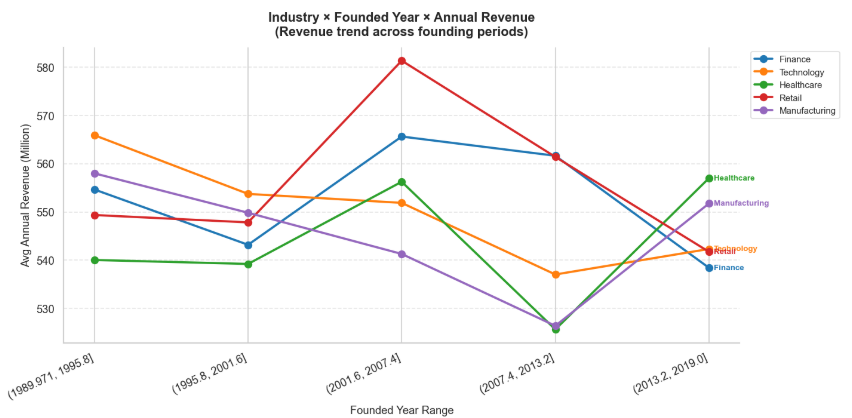 Industry × Founded Year × Annual Revenue
(Revenue trend across founding periods)
Avg Annual Revenue (Million)
580
570
560
550
540
530
Finance
Technology
Healthcare
Retail
Manufacturing
Healthcare
Manufacturing
Technology
Retail
Finance
(1989.971, 1995.8]
(1995.8, 2001.6]
(2001.6, 2007.4]
(2007.4, 2013.2]
(2013.2, 2019.0]
Founded Year Range